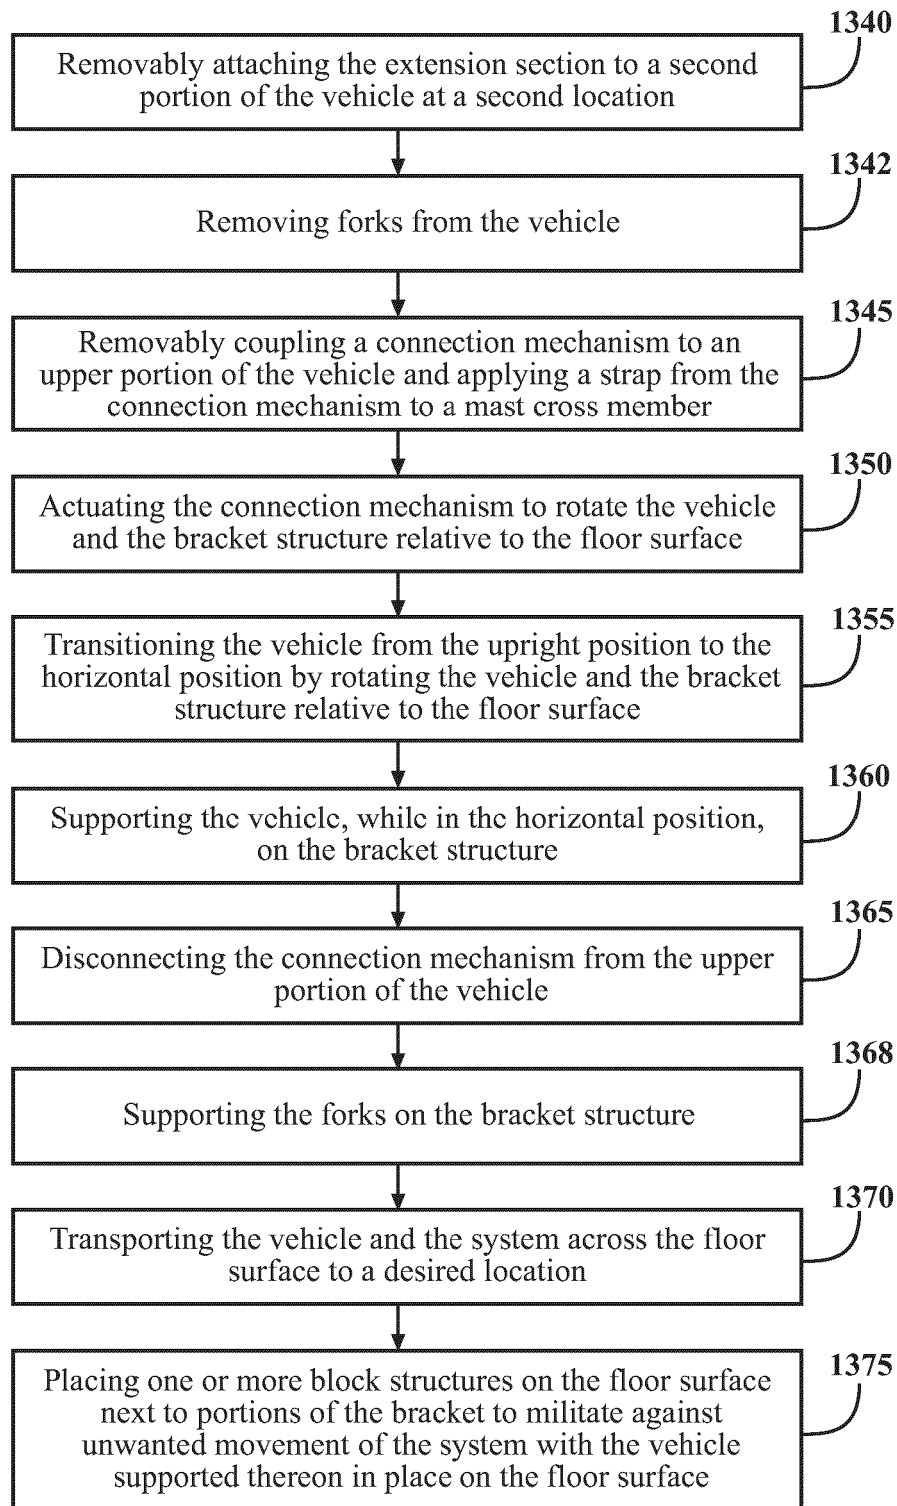 1340
Removably attaching the extension section to a second
portion of the vehicle at a second location
1342
Removing forks from the vehicle
1345
Removably coupling a connection mechanism to an
upper portion of the vehicle and applying a strap from the
connection mechanism to a mast cross member
1350
Actuating the connection mechanism to rotate the vehicle
and the bracket structure relative to the floor surface
1355
Transitioning the vehicle from the upright position to the
horizontal position by rotating the vehicle and the bracket
structure relative to the floor surface
1360
Supporting the vehicle, while in the horizontal position,
on the bracket structure
1365
Disconnecting the connection mechanism from the upper
portion of the vehicle
1368
Supporting the forks on the bracket structure
1370
Transporting the vehicle and the system across the floor
surface to a desired location
1375
Placing one or more block structures on the floor surface
next to portions of the bracket to militate against
unwanted movement of the system with the vehicle
supported thereon in place on the floor surface